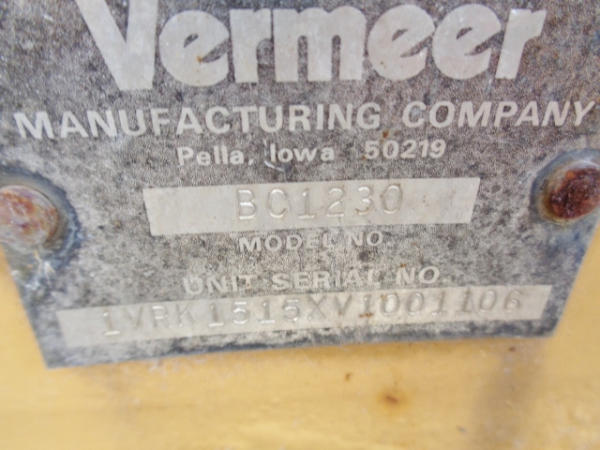 Vermeer
MANUFACTURING COMPANY
Pella, Iowa 50219
BC1230
MODEL NO
UNIT SERIAL NO
1VRK1515XV1001106